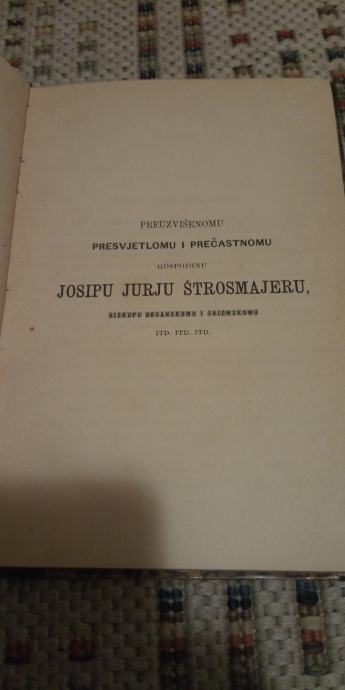 PREUZVIŠENOMU
PRESVJETLOMU I PREČASTNOMU
GOSPODINU
JOSIPU JURJU ŠTROSMAJERU,
BISKUPU BOSANSKOMU I SRIEMSKOMU
ITD. ITD. ITD.